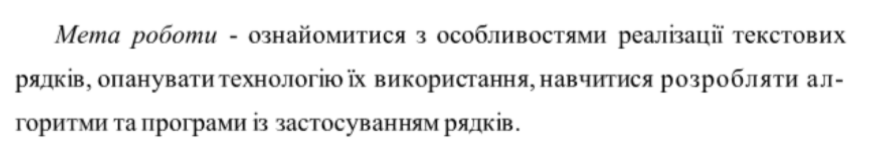 Мета роботи - ознайомитися з особливостями реалізації текстових
рядків, опанувати технологію їх використання, навчитися розробляти ал-
горитми та програми із застосуванням рядків.